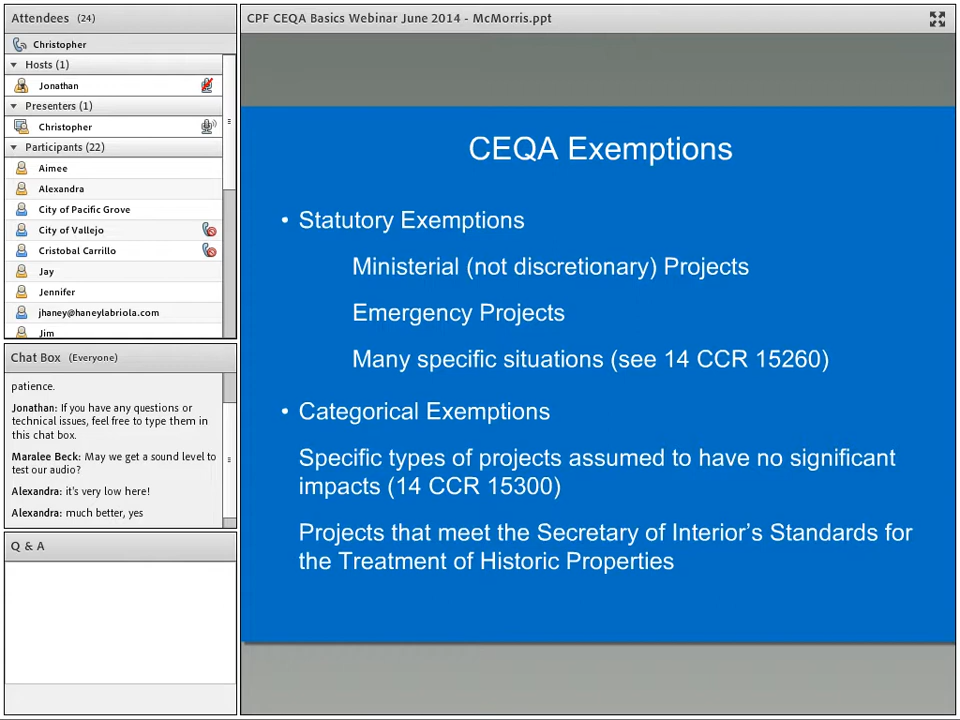 Attendees (24)
Christopher
Hosts (1)
Jonathan
Presenters (1)
Christopher
Participants (22)
Aimee
Alexandra
City of Pacific Grove
City of Vallejo
Cristobal Carrillo
Jay
Jennifer
jhaney@haneylabriola.com
Jim
Chat Box (Everyone)
patience.
Jonathan: If you have any questions or
technical issues, feel free to type them in
this chat box.
Maralee Beck: May we get a sound level to
test our audio?
Alexandra: it's very low here!
Alexandra: much better, yes
Q & A
CPF CEQA Basics Webinar June 2014 - McMorris.ppt
CEQA Exemptions
• Statutory Exemptions
Ministerial (not discretionary) Projects
Emergency Projects
Many specific situations (see 14 CCR 15260)
• Categorical Exemptions
Specific types of projects assumed to have no significant
impacts (14 CCR 15300)
Projects that meet the Secretary of Interior's Standards for
the Treatment of Historic Properties